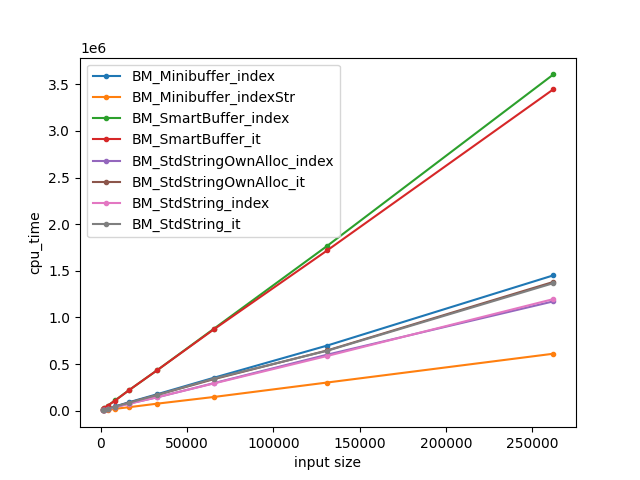 1e6
3.5
3.0
2.5
2.0
1.5
1.0
0.5
0.0
cpu_time
BM_Minibuffer_index
BM_Minibuffer_indexStr
BM_SmartBuffer_index
BM_SmartBuffer_it
BM_StdStringOwnAlloc_index
BM_StdStringOwnAlloc_it
BM_StdString_index
BM_StdString_it
0 50000 100000 150000 200000 250000
input size